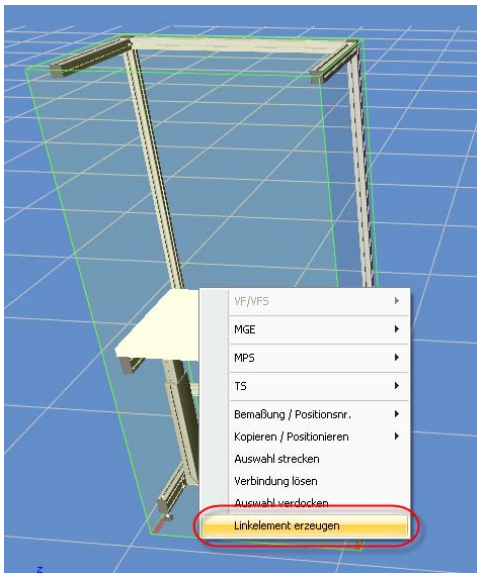 VF/VFS
MGE
MPS
TS
Bemaßung / Positionsnr.
Kopieren / Positionieren
Auswahl strecken
Verbindung lösen
Auswahl verdocken
Linkelement erzeugen
z